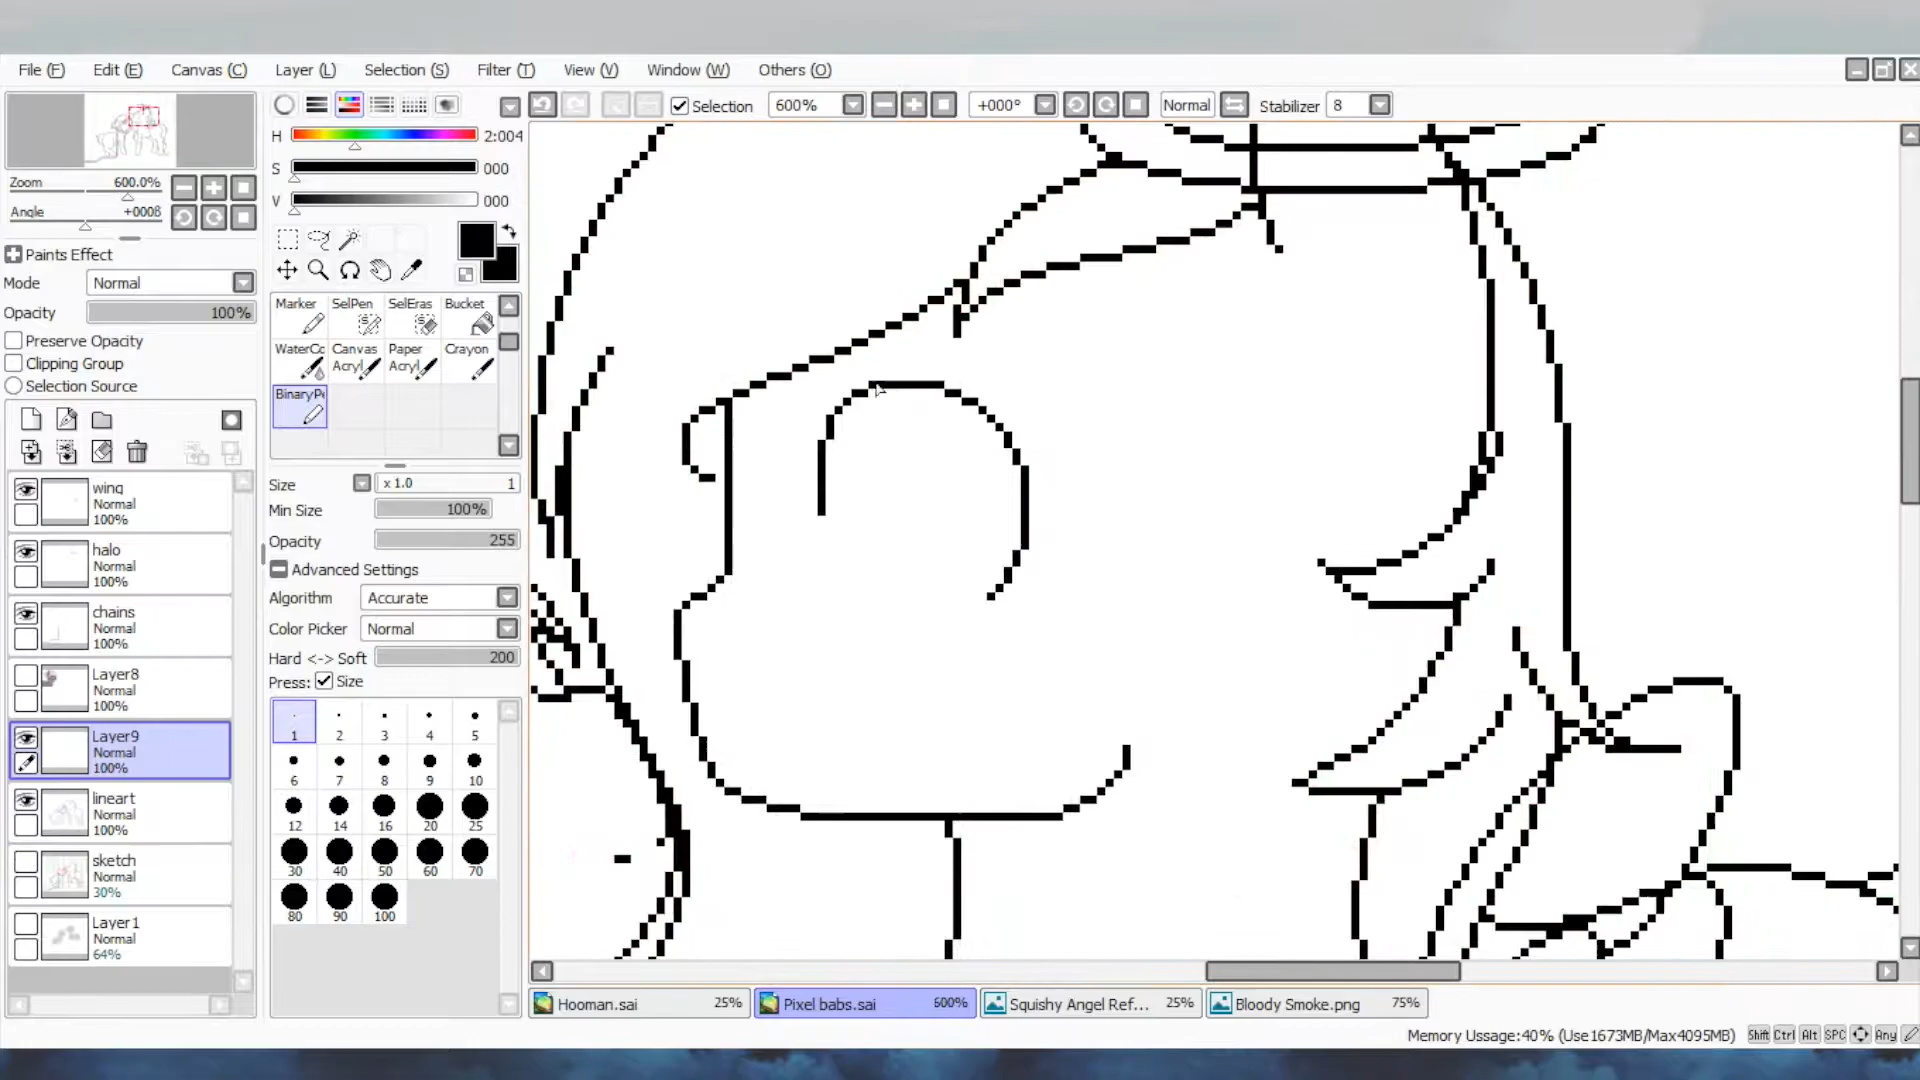 File (F) Edit (E) Canvas (C) Layer (L) Selection (S) Filter (T) View (V) Window (W) Others (O)
Selection 600% +000° Normal Stabilizer 8
H 2:004
S 000
V 000
Zoom 600.0%
Angle +0008
Paints Effect
Mode Normal
Opacity 100%
Preserve Opacity
Clipping Group
Selection Source
wing
Normal
100%
halo
Normal
100%
chains
Normal
100%
Layer8
Normal
100%
Layer9
Normal
100%
lineart
Normal
100%
sketch
Normal
30%
Layer1
Normal
64%
Marker SelPen SelEras Bucket
WaterCo Canvas Paper Crayon
Acryl Acryl
BinaryPe
Size x 1.0 1
Min Size 100%
Opacity 255
Advanced Settings
Algorithm Accurate
Color Picker Normal
Hard <-> Soft 200
Press: Size
1 2 3 4 5
6 7 8 9 10
12 14 16 20 25
30 40 50 60 70
80 90 100
Hooman.sai 25% Pixel babs.sai 600% Squishy Angel Ref... 25% Bloody Smoke.png 75%
Memory Ussage:40% (Use1673MB/Max4095MB) Shift Ctrl Alt SPC Any